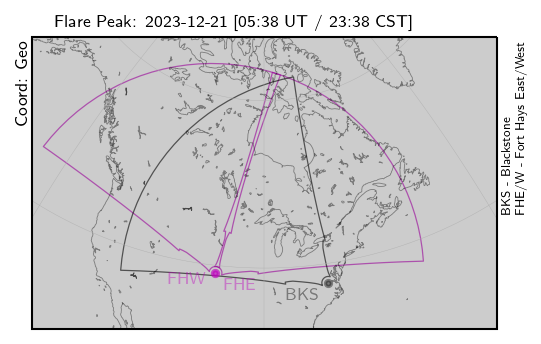 Flare Peak: 2023-12-21 [05:38 UT / 23:38 CST]
Coord: Geo
FHW
FHE
BKS
BKS - Blackstone
FHE/W - Fort Hays East/West